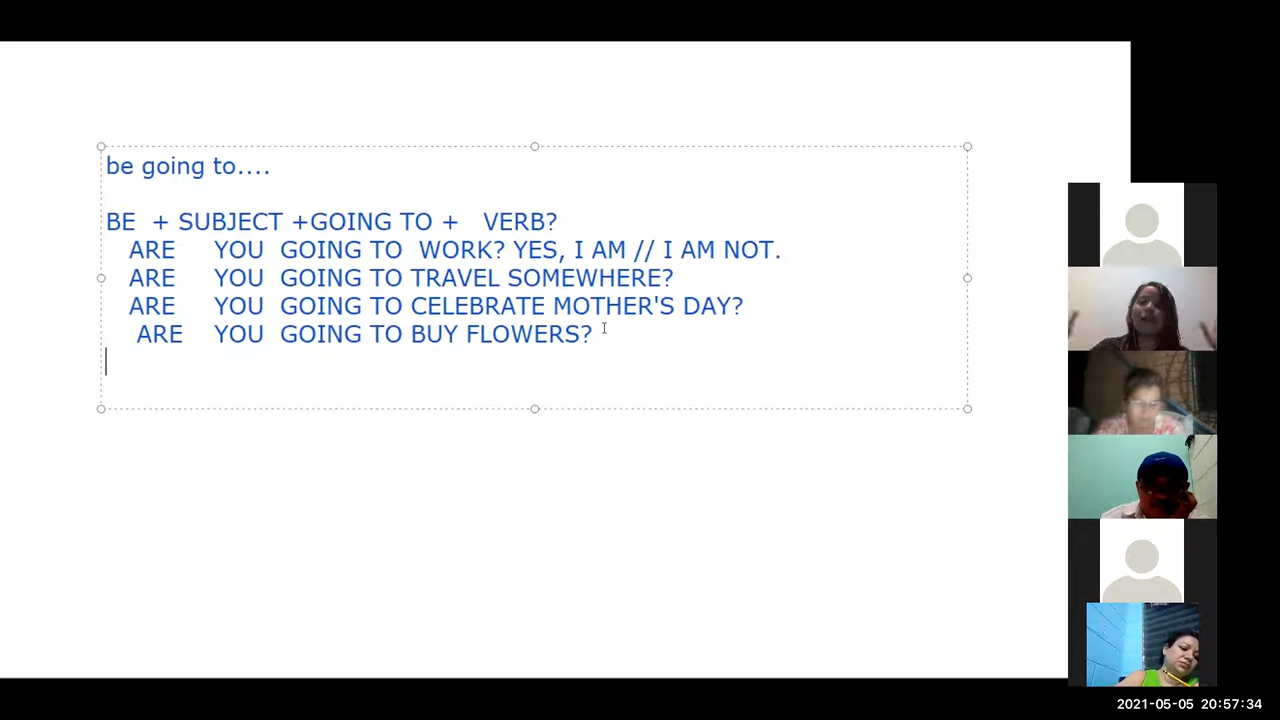 be going to....
BE + SUBJECT +GOING TO + VERB?
ARE YOU GOING TO WORK? YES, I AM // I AM NOT.
ARE YOU GOING TO TRAVEL SOMEWHERE?
ARE YOU GOING TO CELEBRATE MOTHER'S DAY?
ARE YOU GOING TO BUY FLOWERS?
2021-05-05 20:57:34